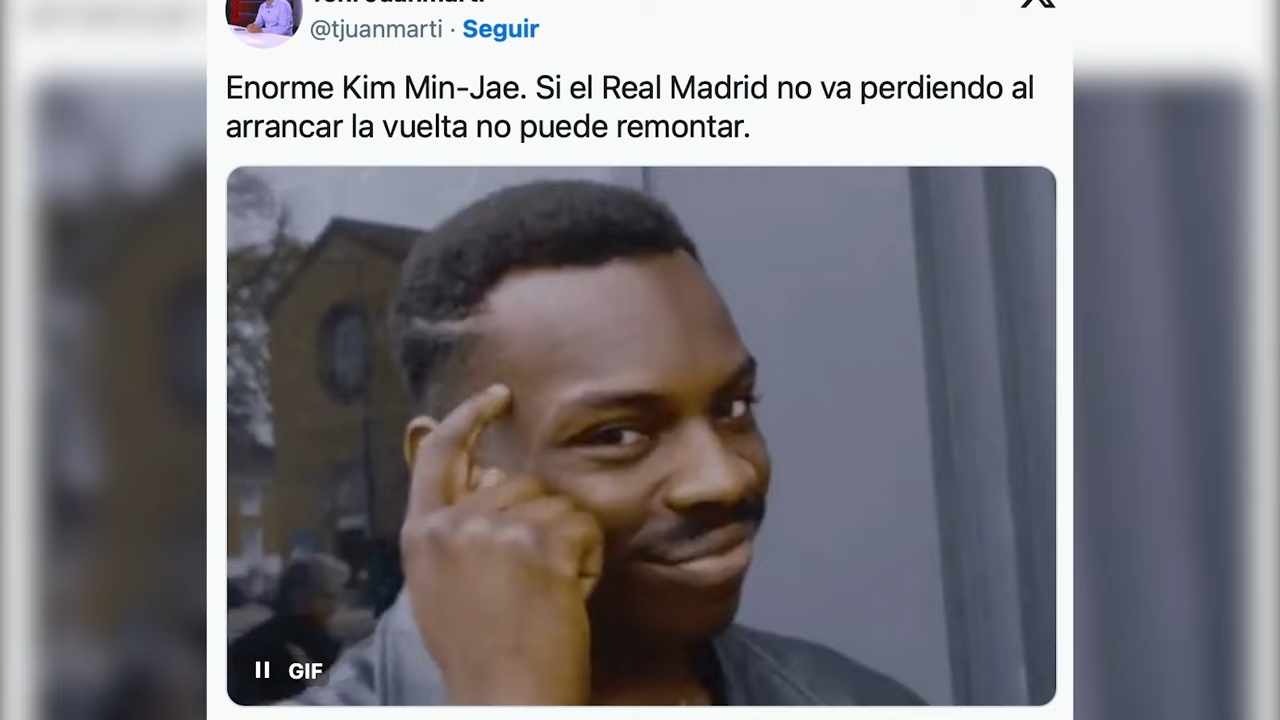 @tjuanmarti · Seguir
Enorme Kim Min-Jae. Si el Real Madrid no va perdiendo al
arrancar la vuelta no puede remontar.
GIF